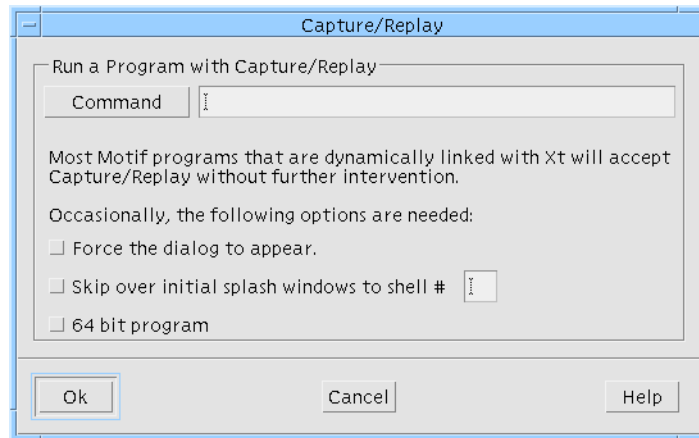 Capture/Replay
Run a Program with Capture/Replay
Command
Most Motif programs that are dynamically linked with Xt will accept
Capture/Replay without further intervention.
Occasionally, the following options are needed:
Force the dialog to appear.
Skip over initial splash windows to shell #
64 bit program
Ok Cancel Help